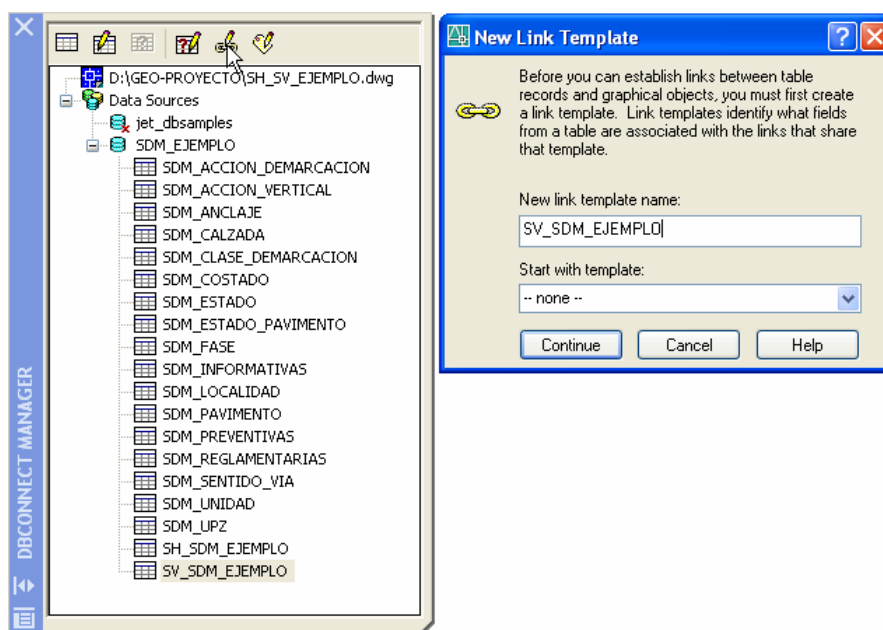 D:\GEO-PROYECTO\SH_SV_EJEMPLO.dwg
Data Sources
jet_dbsamples
SDM_EJEMPLO
SDM_ACCION_DEMARCACION
SDM_ACCION_VERTICAL
SDM_ANCLAJE
SDM_CALZADA
SDM_CLASE_DEMARCACION
SDM_COSTADO
SDM_ESTADO
SDM_ESTADO_PAVIMENTO
SDM_FASE
SDM_INFORMATIVAS
SDM_LOCALIDAD
SDM_PAVIMENTO
SDM_PREVENTIVAS
SDM_REGLAMENTARIAS
SDM_SENTIDO_VIA
SDM_UNIDAD
SDM_UPZ
SH_SDM_EJEMPLO
SV_SDM_EJEMPLO
DBCONNECT MANAGER
New Link Template
Before you can establish links between table
records and graphical objects, you must first create
a link template. Link templates identify what fields
from a table are associated with the links that share
that template.
New link template name:
SV_SDM_EJEMPLO
Start with template:
-- none --
Continue
Cancel
Help